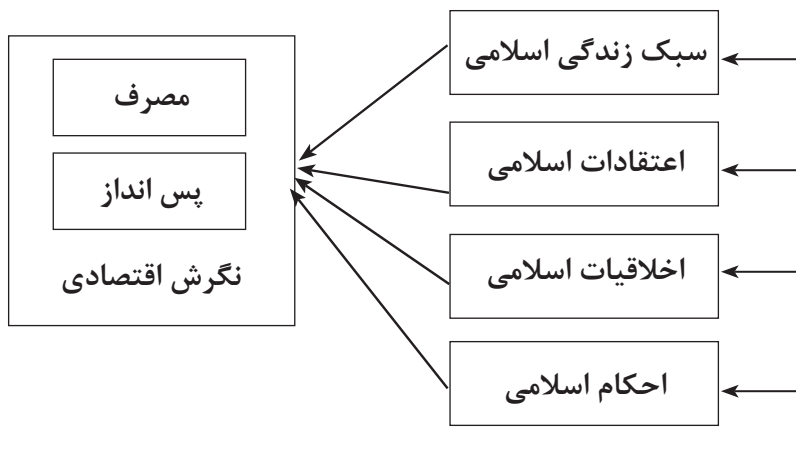 سبک زندگی اسلامی
اعتقادات اسلامی
اخلاقیات اسلامی
احکام اسلامی
مصرف
پس انداز
نگرش اقتصادی